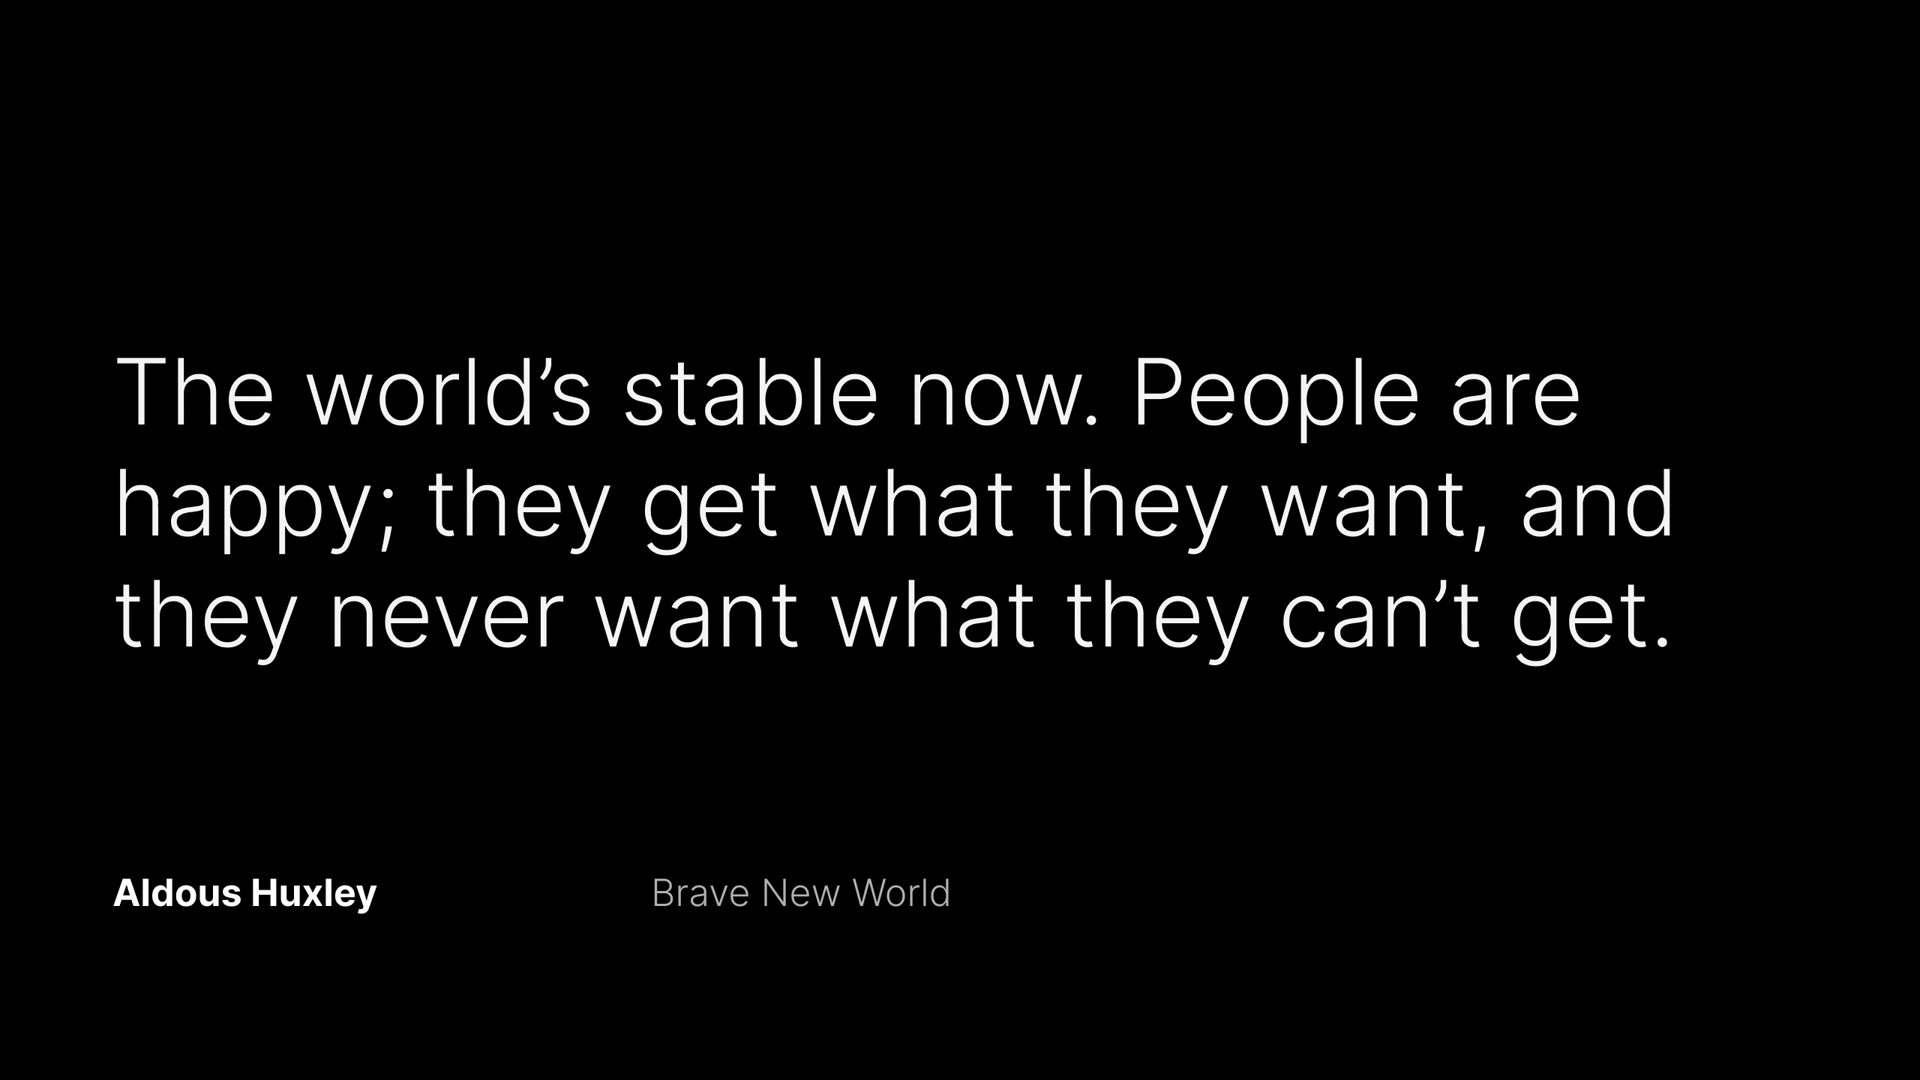 The world’s stable now. People are
happy; they get what they want, and
they never want what they can’t get.
Aldous Huxley
Brave New World